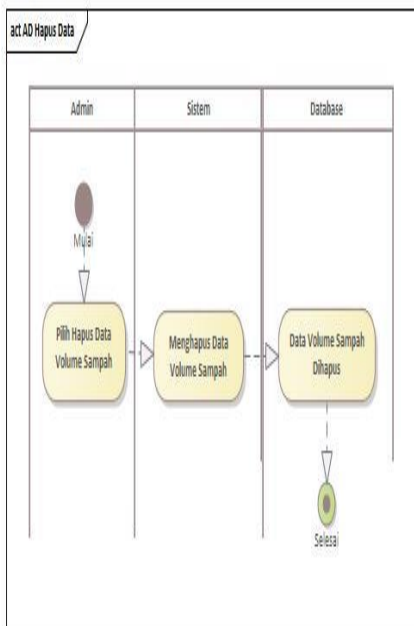 act AD Hapus Data
Admin
Sistem
Database
Mulai
Pilih Hapus Data
Volume Sampah
Menghapus Data
Volume Sampah
Data Volume Sampah
Dihapus
Selesai